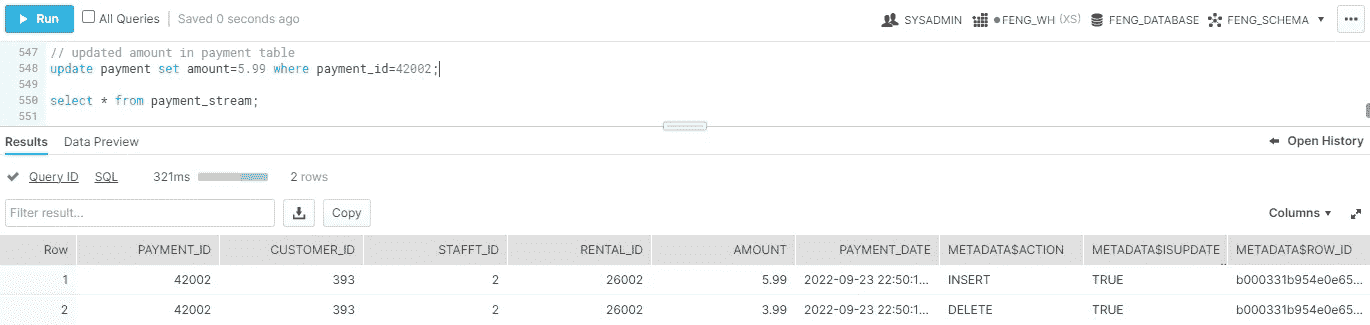 Run All Queries Saved 0 seconds ago SYSADMIN FENG_WH (XS) FENG_DATABASE FENG_SCHEMA ...
547 // updated amount in payment table
548 update payment set amount=5.99 where payment_id=42002;
549
550 select * from payment_stream;
551
Results Data Preview Open History
Query ID SQL 321ms 2 rows
Filter result... Copy Columns
Row PAYMENT_ID CUSTOMER_ID STAFFT_ID RENTAL_ID AMOUNT PAYMENT_DATE METADATA$ACTION METADATA$ISUPDATE METADATA$ROW_ID
1 42002 393 2 26002 5.99 2022-09-23 22:50:1... INSERT TRUE b000331b954e0e65...
2 42002 393 2 26002 3.99 2022-09-23 22:50:1... DELETE TRUE b000331b954e0e65...